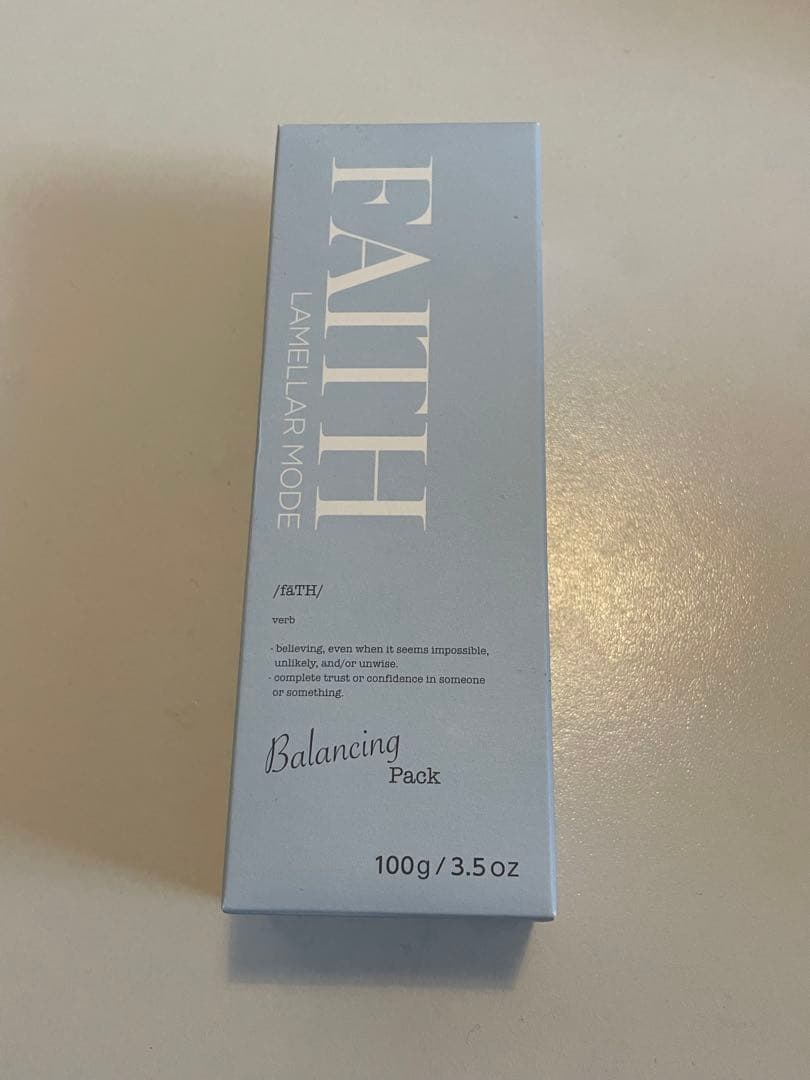 FAITH
LAMELLAR MODE
/fāTH/
verb
- believing, even when it seems impossible,
unlikely, and/or unwise.
- complete trust or confidence in someone
or something.
Balancing
Pack
100g / 3.5 oz